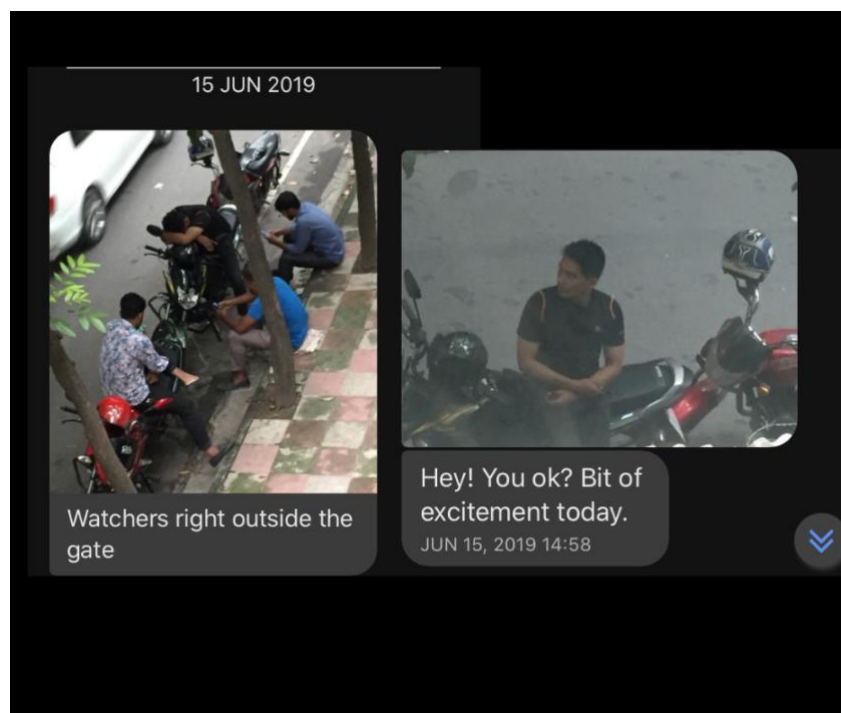 15 JUN 2019
Watchers right outside the
gate
Hey! You ok? Bit of
excitement today.
JUN 15, 2019 14:58